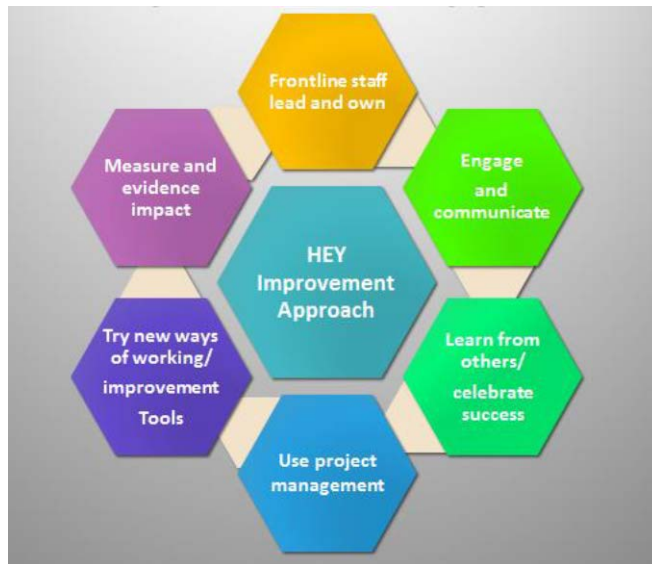 Frontline staff
lead and own
Engage
and
communicate
Learn from
others/
celebrate
success
Use project
management
Try new ways
of working/
improvement
Tools
Measure and
evidence
impact
HEY
Improvement
Approach